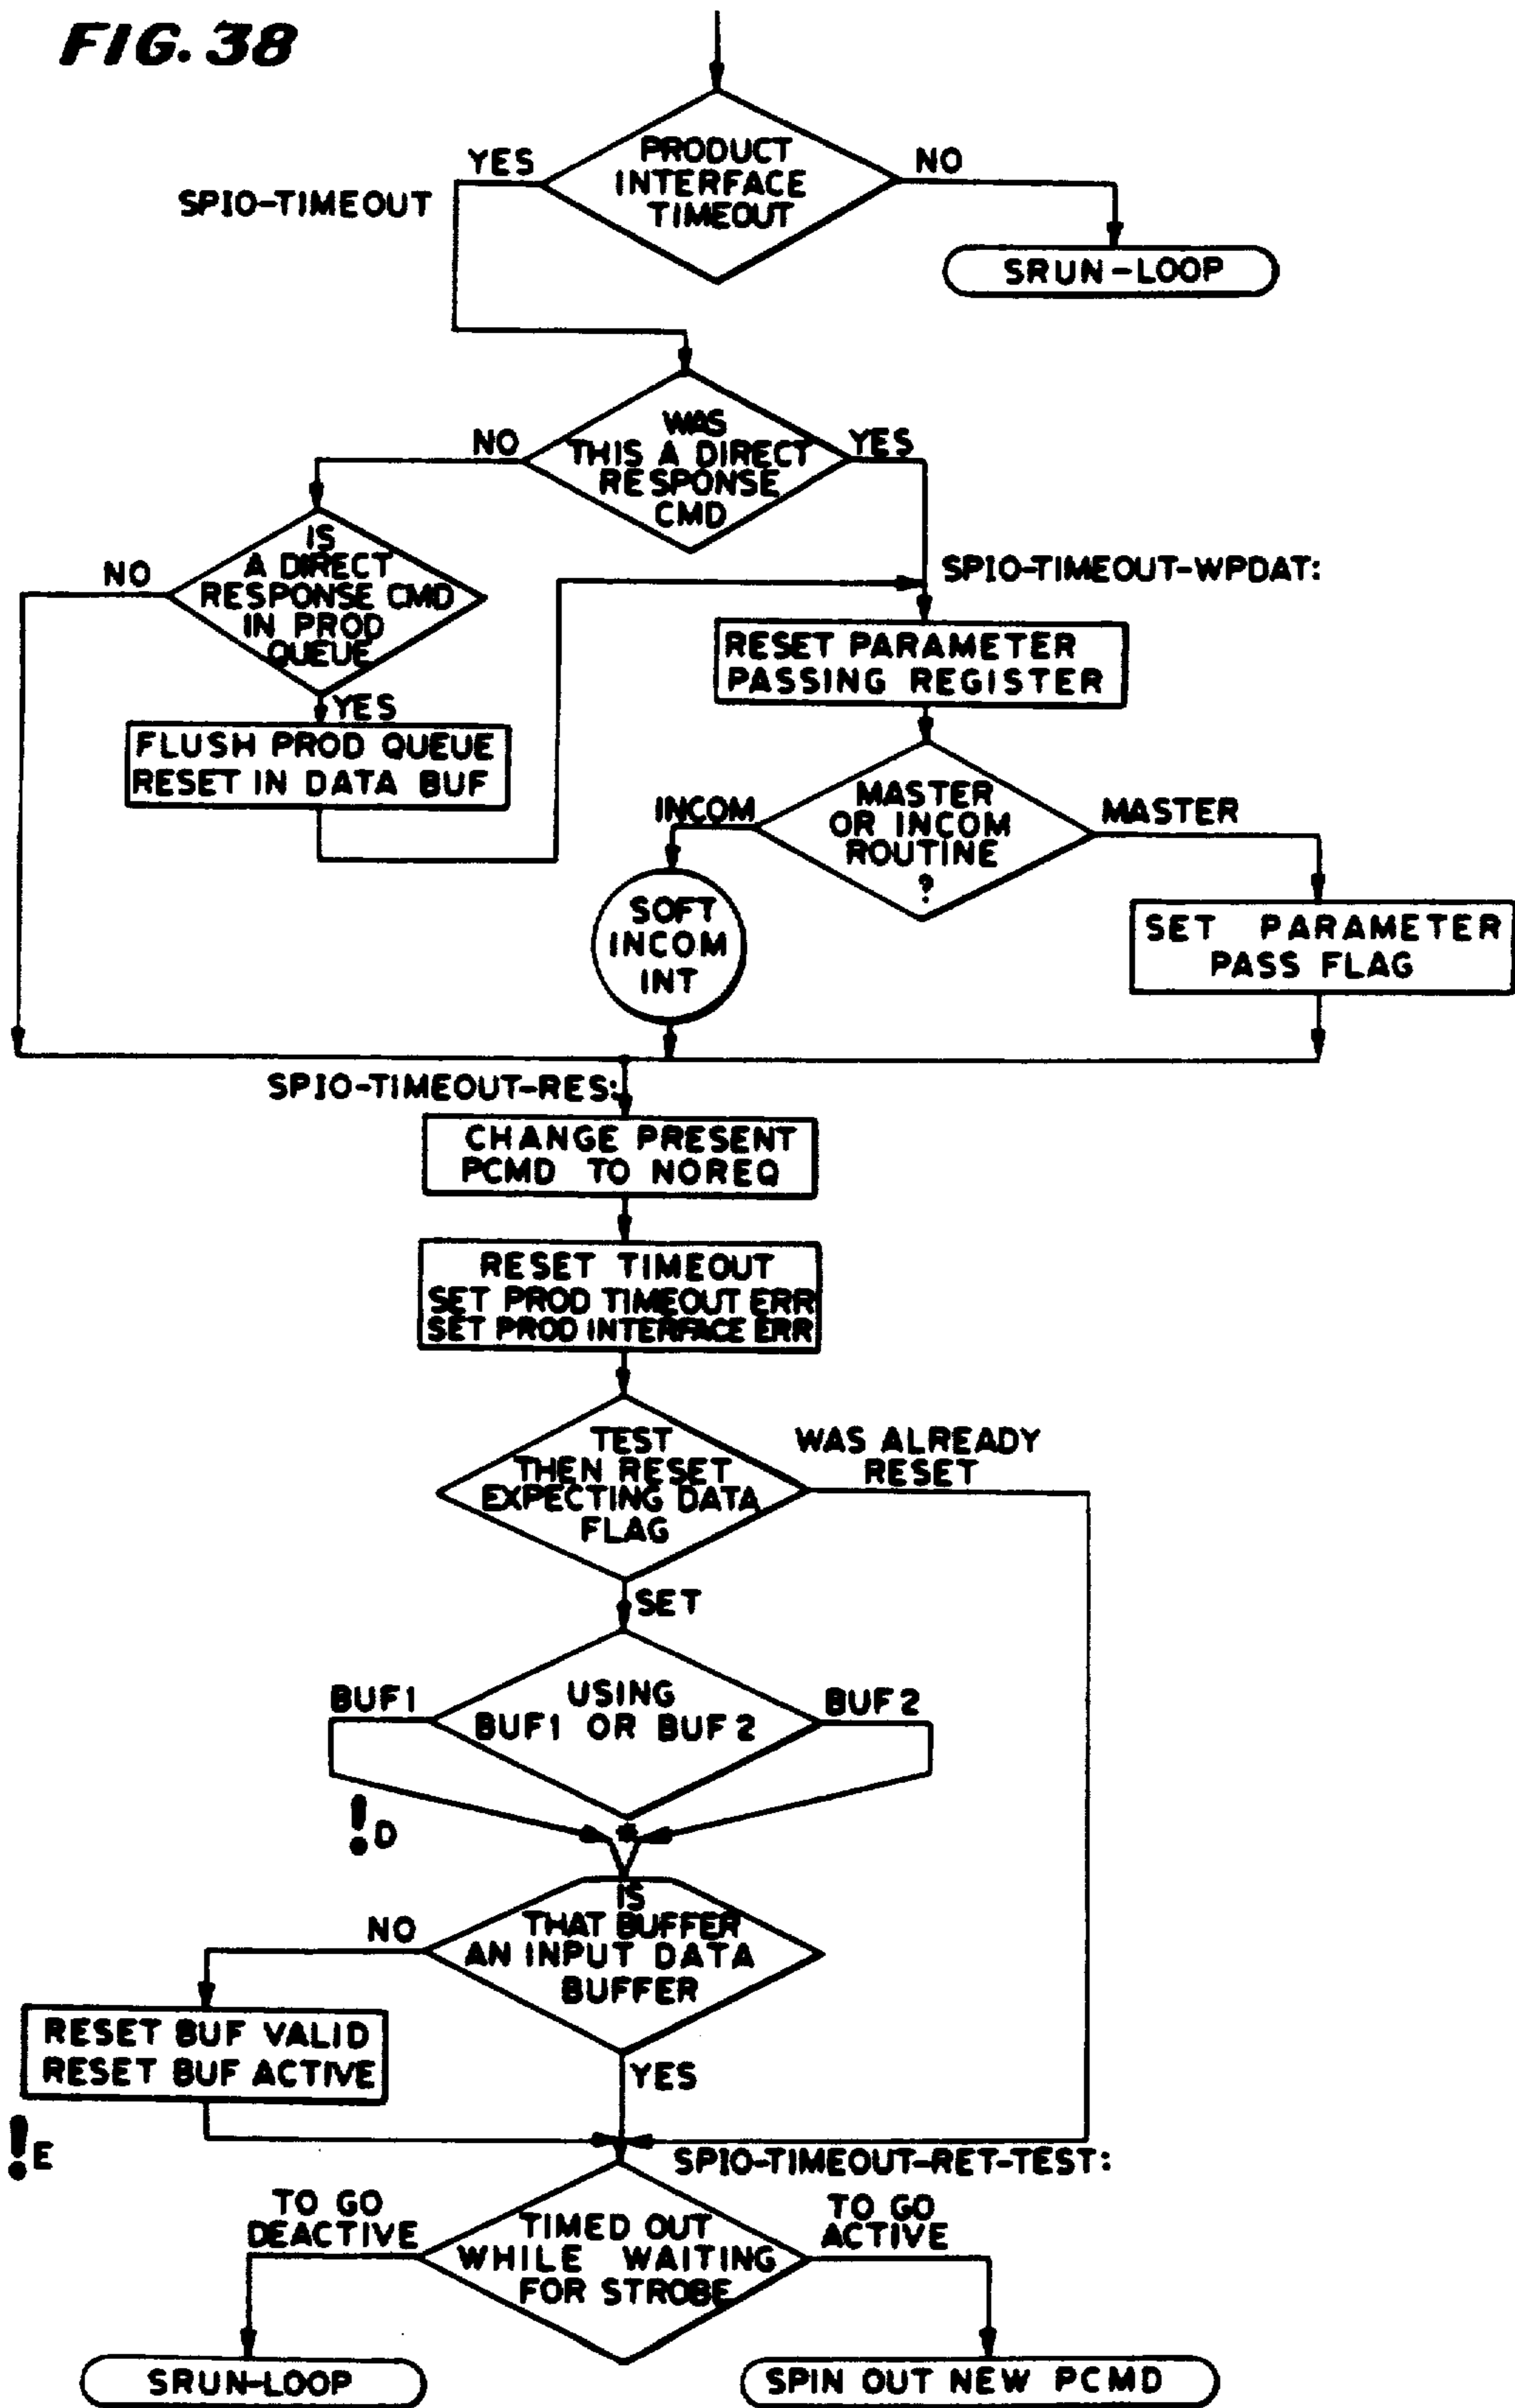 FIG. 38
PRODUCT
INTERFACE
TIMEOUT
YES
NO
SPIO-TIMEOUT
SRUN-LOOP
WAS
THIS A DIRECT
RESPONSE
CMD
NO
YES
IS
A DIRECT
RESPONSE CMD
IN PROD
QUEUE
NO
SPIO-TIMEOUT-WPDAT:
YES
RESET PARAMETER
PASSING REGISTER
FLUSH PROD QUEUE
RESET IN DATA BUF
MASTER
OR INCOM
ROUTINE
?
INCOM
MASTER
SOFT
INCOM
INT
SET PARAMETER
PASS FLAG
SPIO-TIMEOUT-RES:
CHANGE PRESENT
PCMD TO NOREQ
RESET TIMEOUT
SET PROD TIMEOUT ERR
SET PROD INTERFACE ERR
TEST
THEN RESET
EXPECTING DATA
FLAG
WAS ALREADY
RESET
SET
USING
BUF1 OR BUF2
BUF1
BUF2
!D
*
IS
THAT BUFFER
AN INPUT DATA
BUFFER
NO
RESET BUF VALID
RESET BUF ACTIVE
YES
!E
SPIO-TIMEOUT-RET-TEST:
TO GO
DEACTIVE
TO GO
ACTIVE
TIMED OUT
WHILE WAITING
FOR STROBE
SRUN-LOOP
SPIN OUT NEW PCMD